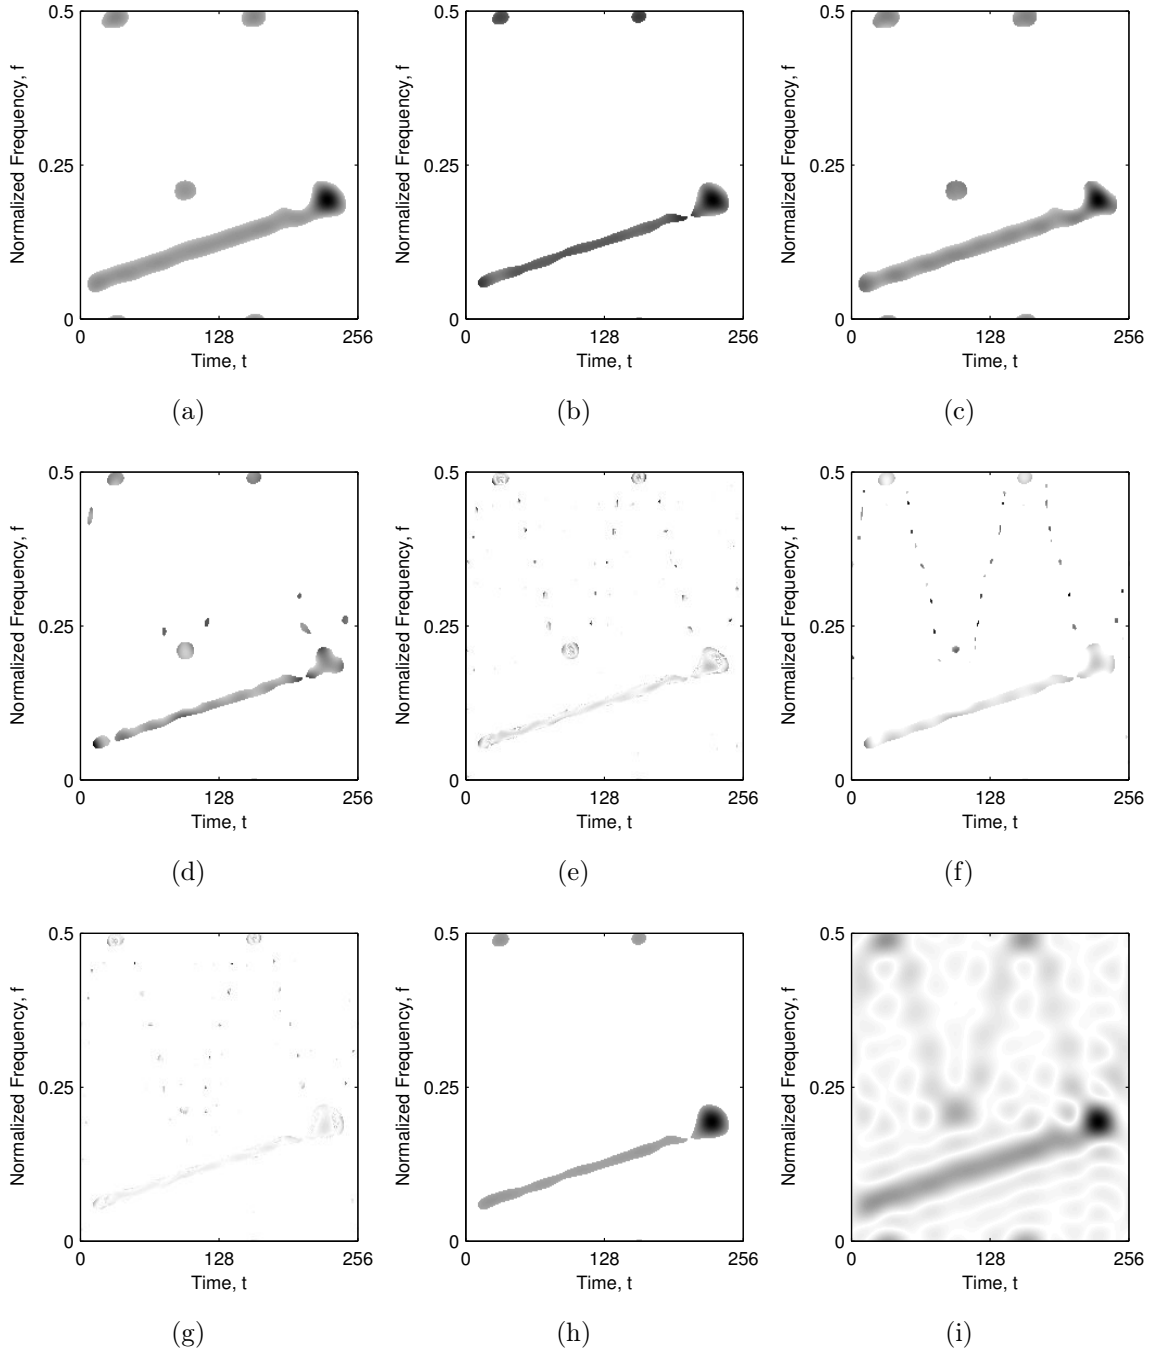 0.5 0.5 0.5
Normalized Frequency, f Normalized Frequency, f Normalized Frequency, f
0.25 0.25 0.25
0 0 0
0 128 256 0 128 256 0 128 256
Time, t Time, t Time, t
(a) (b) (c)
0.5 0.5 0.5
Normalized Frequency, f Normalized Frequency, f Normalized Frequency, f
0.25 0.25 0.25
0 0 0
0 128 256 0 128 256 0 128 256
Time, t Time, t Time, t
(d) (e) (f)
0.5 0.5 0.5
Normalized Frequency, f Normalized Frequency, f Normalized Frequency, f
0.25 0.25 0.25
0 0 0
0 128 256 0 128 256 0 128 256
Time, t Time, t Time, t
(g) (h) (i)